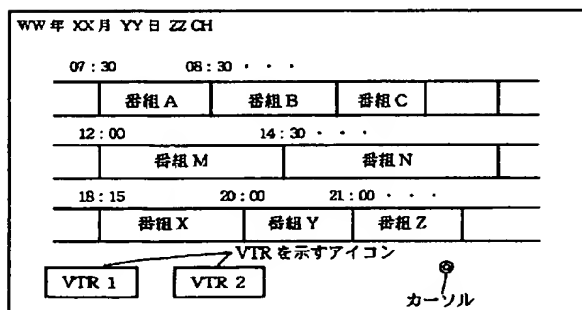 WW年 XX月 YY日 ZZ CH
07:30 08:30 ・・・
番組A 番組B 番組C
12:00 14:30 ・・・
番組M 番組N
18:15 20:00 21:00 ・・・
番組X 番組Y 番組Z
VTRを示すアイコン
VTR 1 VTR 2
カーソル